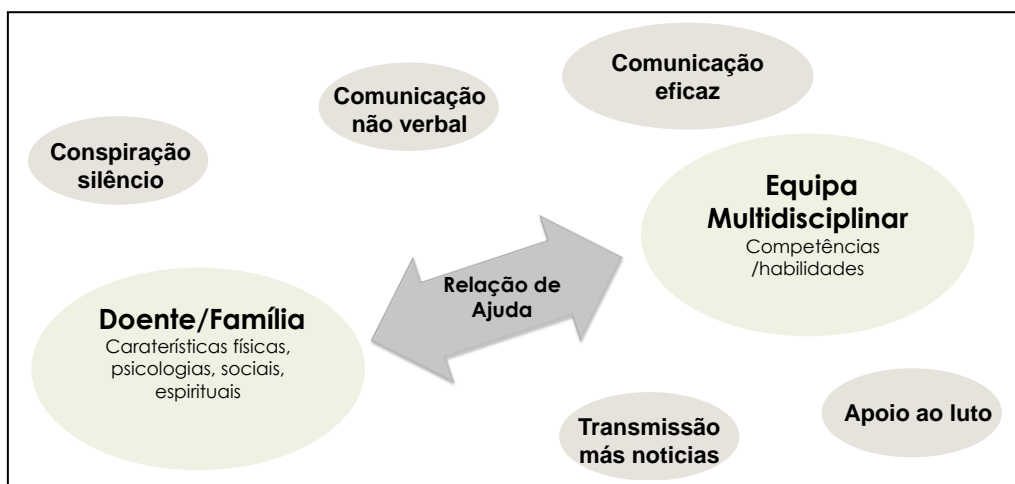 Comunicação
eficaz
Comunicação
não verbal
Conspiração
silêncio
Equipa
Multidisciplinar
Competências
/habilidades
Relação de
Ajuda
Doente/Família
Caraterísticas físicas,
psicologias, sociais,
espirituais
Apoio ao luto
Transmissão
más noticias